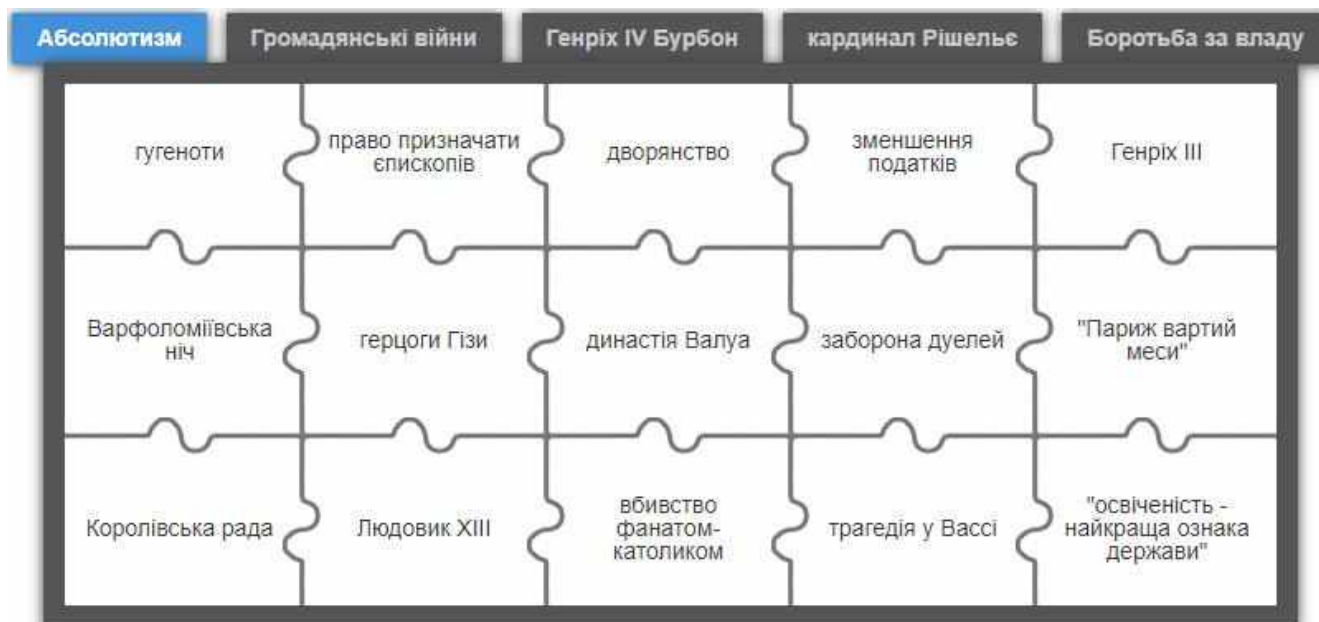 Абсолютизм
Громадянські війни
Генріх IV Бурбон
кардинал Рішельє
Боротьба за владу
гугеноти
право призначати
єпископів
дворянство
зменшення
податків
Генріх III
Варфоломіївська
ніч
герцоги Гізи
династія Валуа
заборона дуелей
"Париж вартий
меси"
Королівська рада
Людовик XIII
вбивство
фанатом-
католиком
трагедія у Вассі
"освіченість -
найкраща ознака
держави"